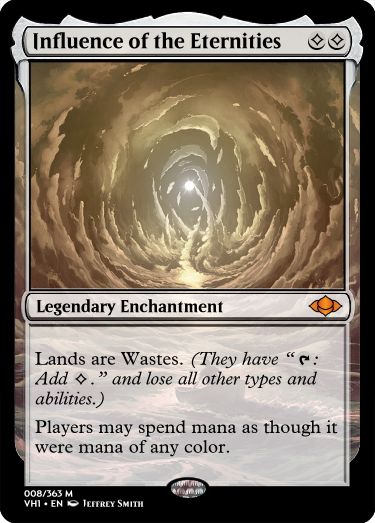 Influence of the Eternities
Legendary Enchantment
Lands are Wastes. (They have “:
Add .” and lose all other types and
abilities.)
Players may spend mana as though it
were mana of any color.
008/363 M
VH1 • EN Jeffrey Smith